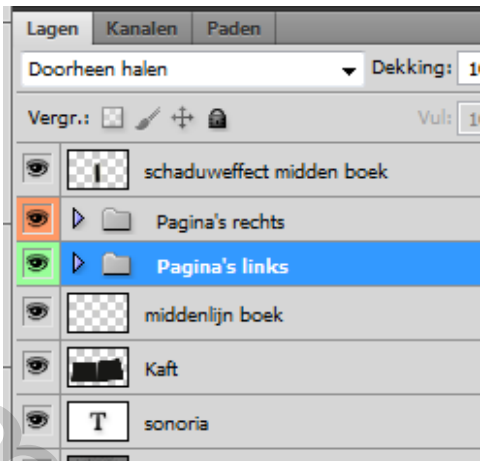 Lagen Kanalen Paden
Doorheen halen Dekking:
Vergr.: Vul:
schaduweffect midden boek
Pagina's rechts
Pagina's links
middenlijn boek
Kaft
T sonoria